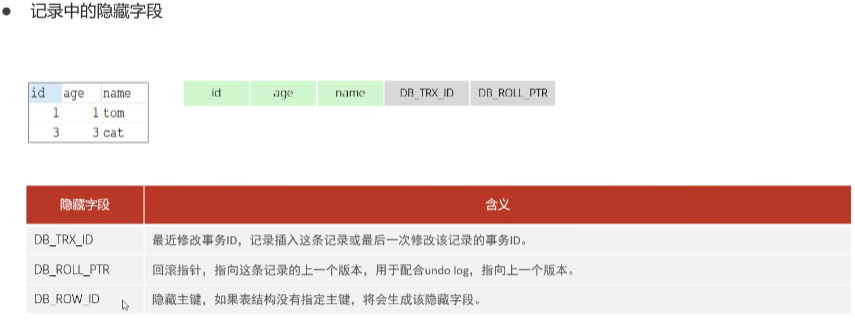 ● 记录中的隐藏字段
id age name
1 1 tom
3 3 cat
id age name DB_TRX_ID DB_ROLL_PTR
隐藏字段 含义
DB_TRX_ID 最近修改事务ID，记录插入这条记录或最后一次修改该记录的事务ID。
DB_ROLL_PTR 回滚指针，指向这条记录的上一个版本，用于配合undo log，指向上一个版本。
DB_ROW_ID 隐藏主键，如果表结构没有指定主键，将会生成该隐藏字段。